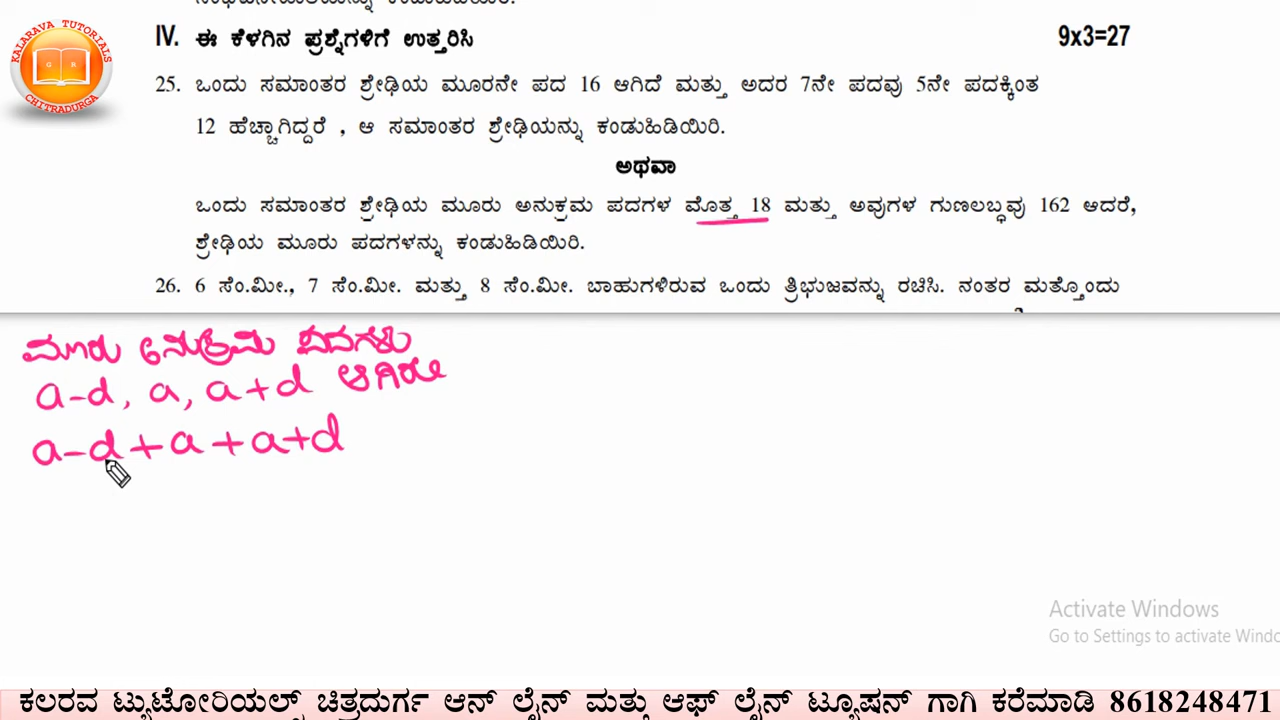 KALARAVA TUTORIALS
CHITRADURGA
IV. ಈ ಕೆಳಗಿನ ಪ್ರಶ್ನೆಗಳಿಗೆ ಉತ್ತರಿಸಿ 9x3=27
25. ಒಂದು ಸಮಾಂತರ ಶ್ರೇಢಿಯ ಮೂರನೇ ಪದ 16 ಆಗಿದೆ ಮತ್ತು ಅದರ 7ನೇ ಪದವು 5ನೇ ಪದಕ್ಕಿಂತ
12 ಹೆಚ್ಚಾಗಿದ್ದರೆ , ಆ ಸಮಾಂತರ ಶ್ರೇಢಿಯನ್ನು ಕಂಡುಹಿಡಿಯಿರಿ.
ಅಥವಾ
ಒಂದು ಸಮಾಂತರ ಶ್ರೇಢಿಯ ಮೂರು ಅನುಕ್ರಮ ಪದಗಳ ಮೊತ್ತ 18 ಮತ್ತು ಅವುಗಳ ಗುಣಲಬ್ಧವು 162 ಆದರೆ,
ಶ್ರೇಢಿಯ ಮೂರು ಪದಗಳನ್ನು ಕಂಡುಹಿಡಿಯಿರಿ.
26. 6 ಸೆಂ.ಮೀ., 7 ಸೆಂ.ಮೀ. ಮತ್ತು 8 ಸೆಂ.ಮೀ. ಬಾಹುಗಳಿರುವ ಒಂದು ತ್ರಿಭುಜವನ್ನು ರಚಿಸಿ. ನಂತರ ಮತ್ತೊಂದು
ಮೂರು ಅನುಕ್ರಮ ಪದಗಳು
a-d, a, a+d ಆಗಿರಲಿ
a-d+a+a+d
Activate Windows
Go to Settings to activate Windo
ಕಲರವ ಟ್ಯುಟೋರಿಯಲ್ಸ್ ಚಿತ್ರದುರ್ಗ ಆನ್ ಲೈನ್ ಮತ್ತು ಆಫ್ ಲೈನ್ ಟ್ಯೂಷನ್ ಗಾಗಿ ಕರೆಮಾಡಿ 8618248471